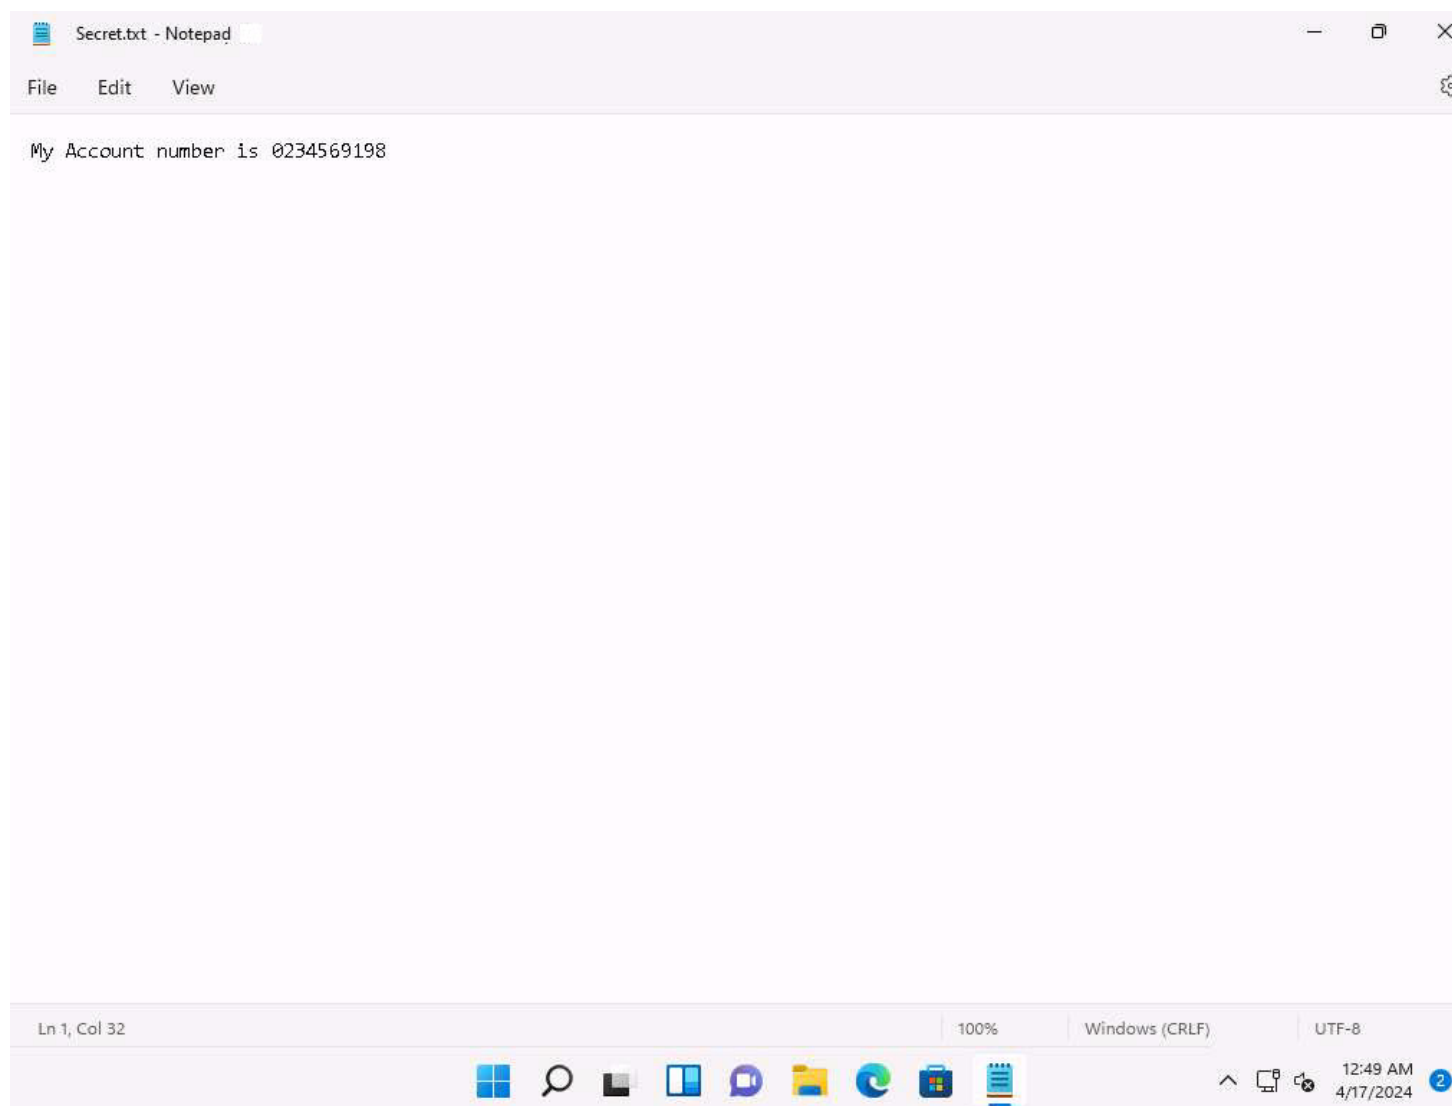 Secret.txt - Notepad
File Edit View
My Account number is 0234569198
Ln 1, Col 32 100% Windows (CRLF) UTF-8
12:49 AM
4/17/2024 2